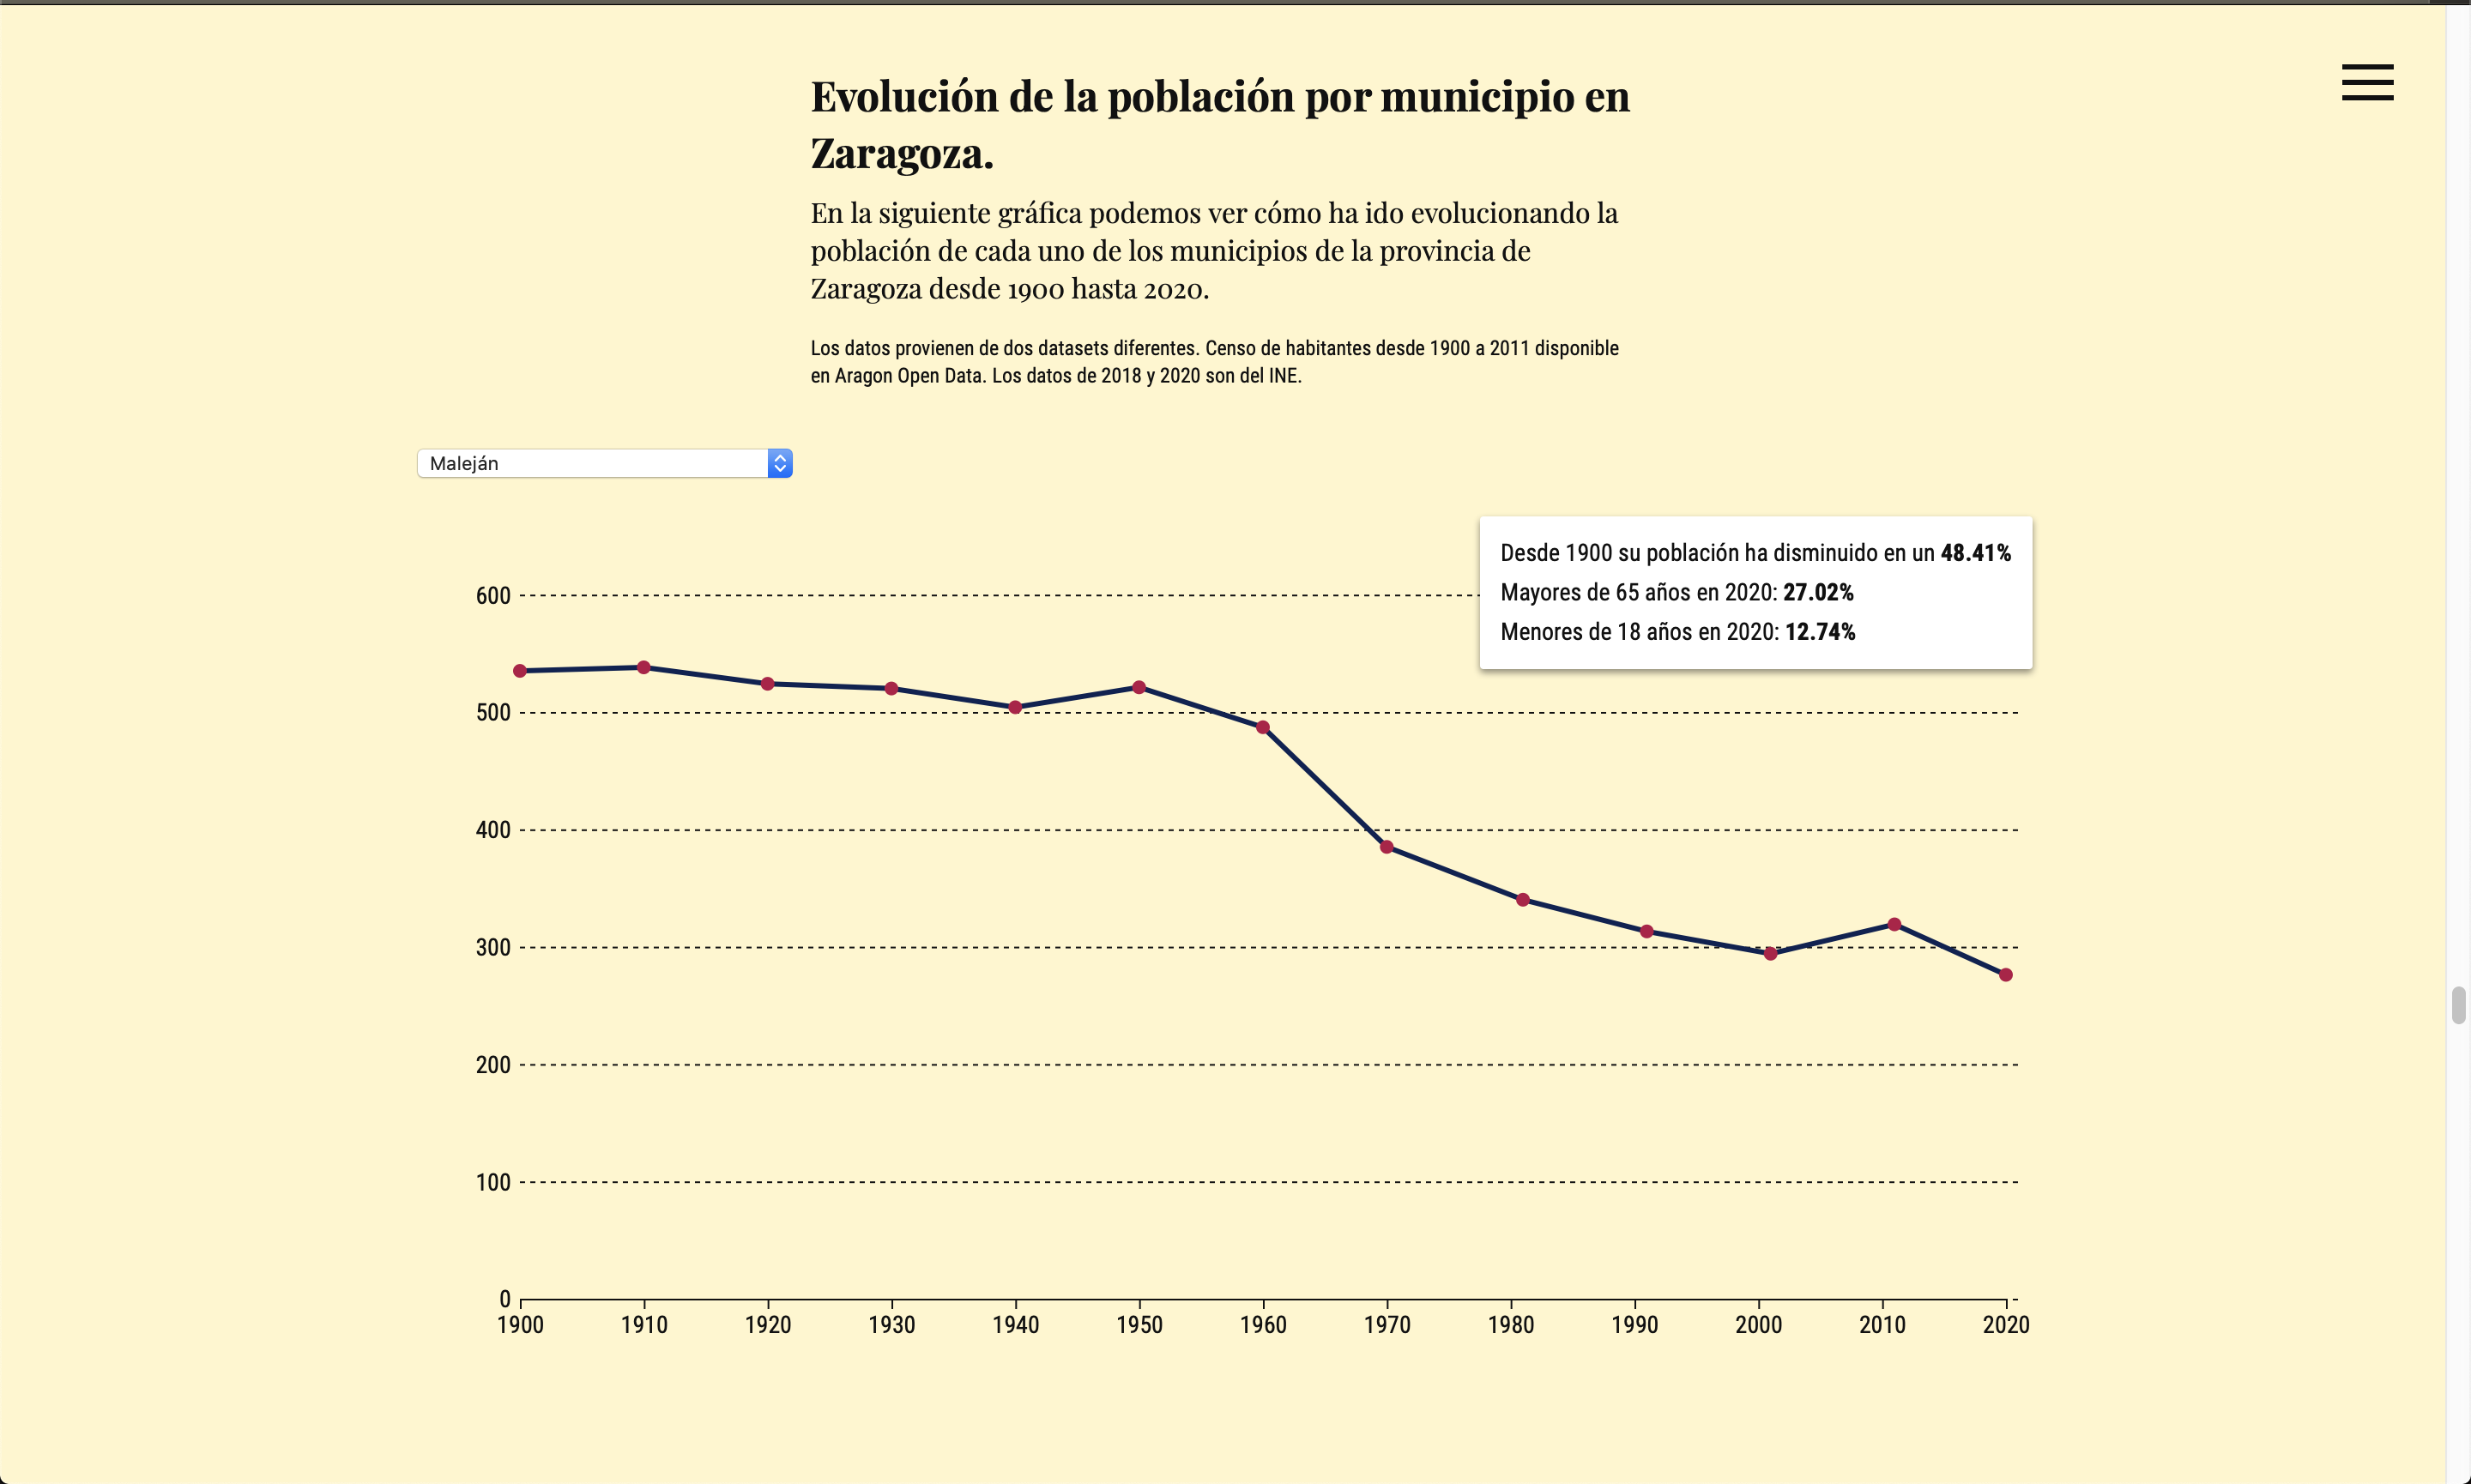 Evolución de la población por municipio en
Zaragoza.
En la siguiente gráfica podemos ver cómo ha ido evolucionando la
población de cada uno de los municipios de la provincia de
Zaragoza desde 1900 hasta 2020.
Los datos provienen de dos datasets diferentes. Censo de habitantes desde 1900 a 2011 disponible
en Aragon Open Data. Los datos de 2018 y 2020 son del INE.
Maleján
Desde 1900 su población ha disminuido en un 48.41%
Mayores de 65 años en 2020: 27.02%
Menores de 18 años en 2020: 12.74%
600
500
400
300
200
100
0
1900 1910 1920 1930 1940 1950 1960 1970 1980 1990 2000 2010 2020